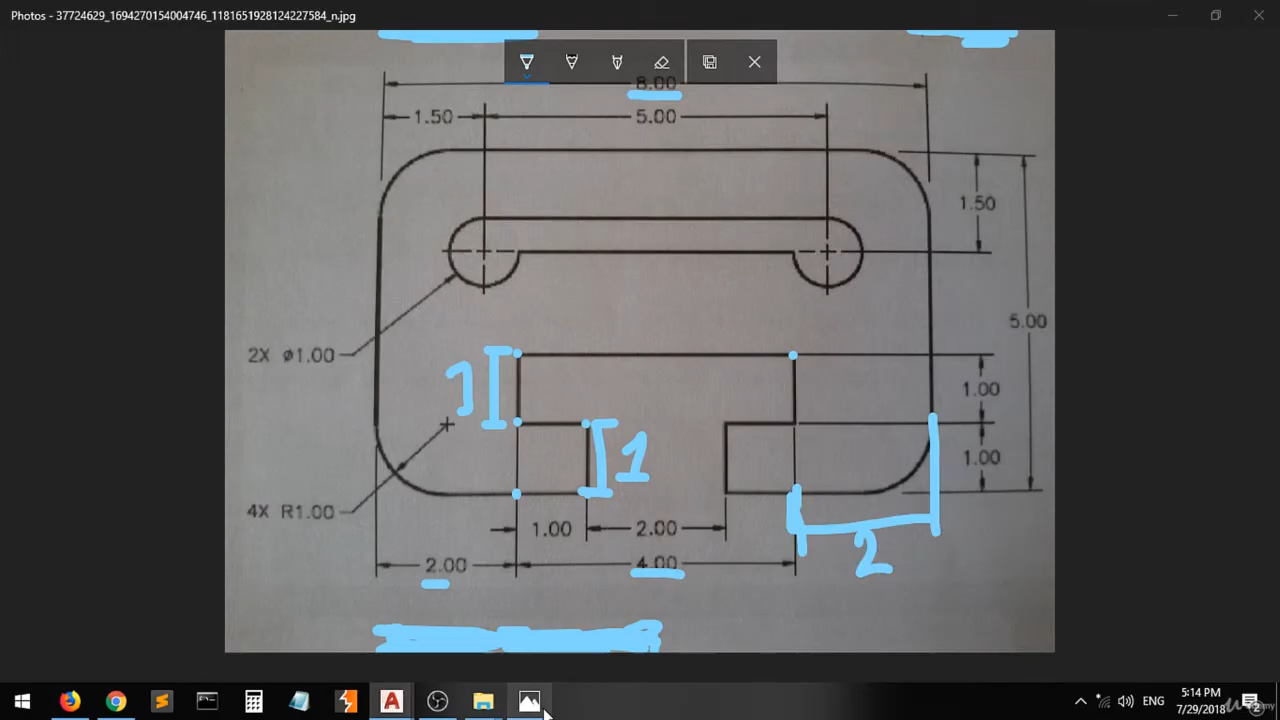 Photos - 37724629_1694270154004746_1181651928124227584_n.jpg
8.00
1.50
5.00
1.50
5.00
2X ø1.00
1
1.00
1
1.00
4X R1.00
1.00
2.00
2.00
4.00
2
A
ENG
5:14 PM
7/29/2018
2